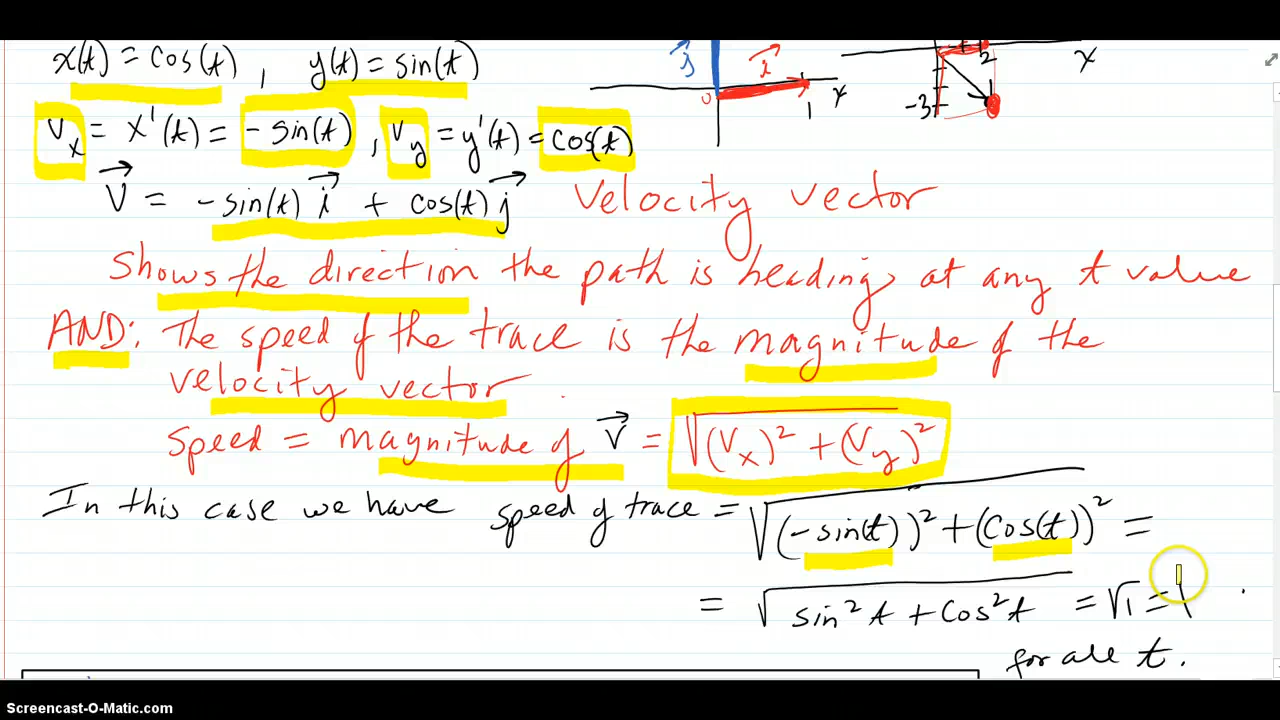 x(t) = cos(t), y(t) = sin(t)
Vx = x'(t) = -sin(t), Vy = y'(t) = cos(t)
V = -sin(t) i + cos(t) j Velocity vector
Shows the direction the path is heading at any t value
AND: The speed of the trace is the magnitude of the
velocity vector.
speed = magnitude of V = √(Vx)² + (Vy)²
In this case we have speed of trace = √(-sin(t))² + (cos(t))² =
= √sin²t + cos²t = √1 = 1
for all t.
j
i
0
1
x
2
x
-3
Screencast-O-Matic.com